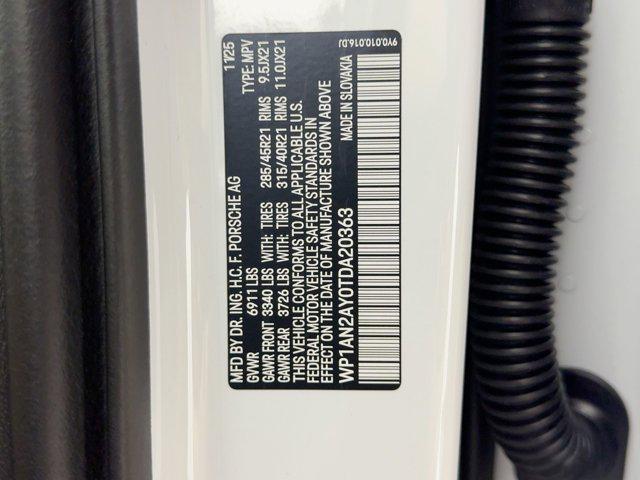 MFD BY DR. ING. H.C. F. PORSCHE AG 11/25
GVWR 6911 LBS TYPE: MPV
GAWR FRONT 3340 LBS WITH: TIRES 285/45R21 RIMS 9.5JX21
GAWR REAR 3726 LBS WITH: TIRES 315/40R21 RIMS 11.0JX21
THIS VEHICLE CONFORMS TO ALL APPLICABLE U.S.
FEDERAL MOTOR VEHICLE SAFETY STANDARDS IN
EFFECT ON THE DATE OF MANUFACTURE SHOWN ABOVE
WP1AN2AY0TDA20363 MADE IN SLOVAKIA
9Y0.010.016.DJ